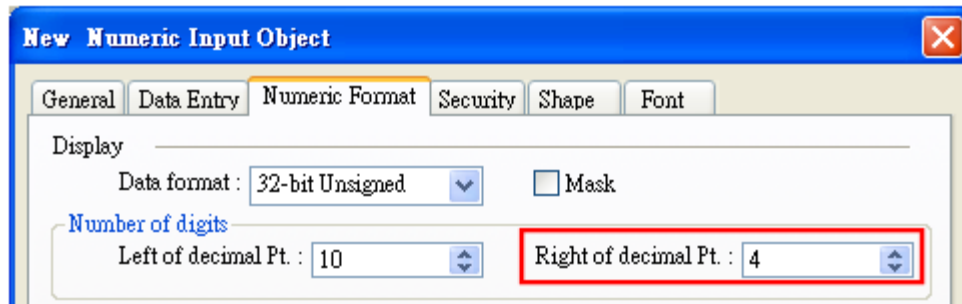 New Numeric Input Object
General Data Entry Numeric Format Security Shape Font
Display
Data format : 32-bit Unsigned Mask
Number of digits
Left of decimal Pt. : 10 Right of decimal Pt. : 4